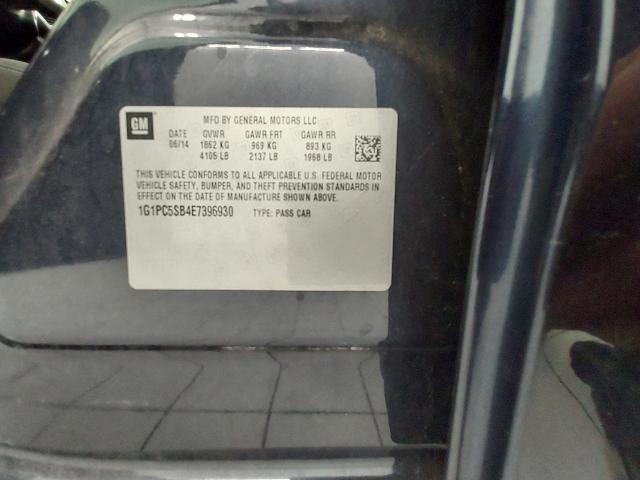 GM
MFD BY GENERAL MOTORS LLC
DATE GVWR GAWR FRT GAWR RR
06/14 1862 KG 969 KG 893 KG
4105 LB 2137 LB 1968 LB
THIS VEHICLE CONFORMS TO ALL APPLICABLE U.S. FEDERAL MOTOR
VEHICLE SAFETY, BUMPER, AND THEFT PREVENTION STANDARDS IN
EFFECT ON THE DATE OF MANUFACTURE SHOWN ABOVE.
1G1PC5SB4E7396930 TYPE: PASS CAR